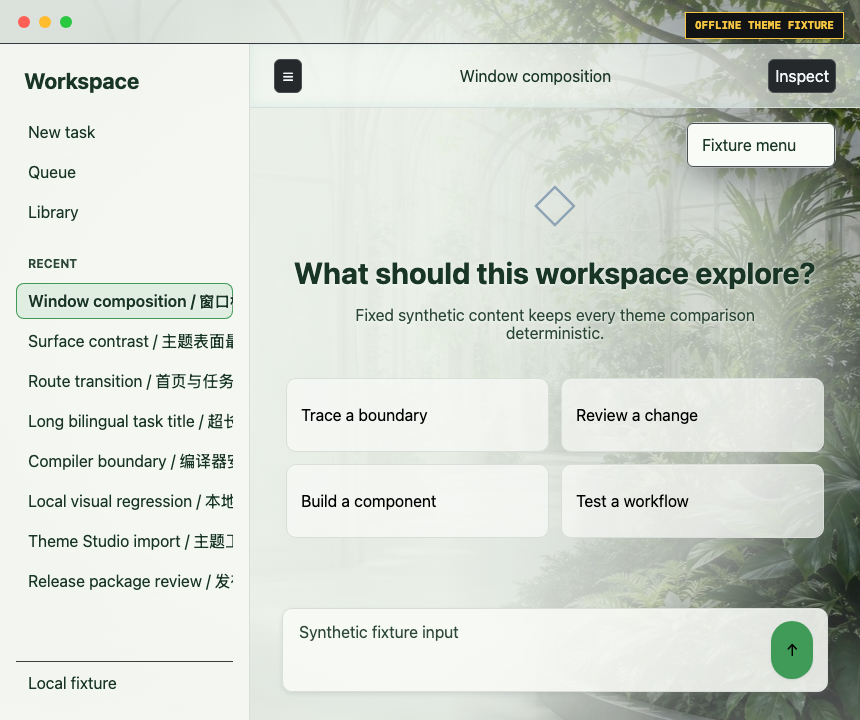 OFFLINE THEME FIXTURE
Workspace
New task
Queue
Library
RECENT
Window composition / 窗口
Surface contrast / 主题表面
Route transition / 首页与任务
Long bilingual task title / 超
Compiler boundary / 编译器
Local visual regression / 本地
Theme Studio import / 主题
Release package review / 发
Local fixture
≡
Window composition
Inspect
Fixture menu
What should this workspace explore?
Fixed synthetic content keeps every theme comparison
deterministic.
Trace a boundary
Review a change
Build a component
Test a workflow
Synthetic fixture input
↑